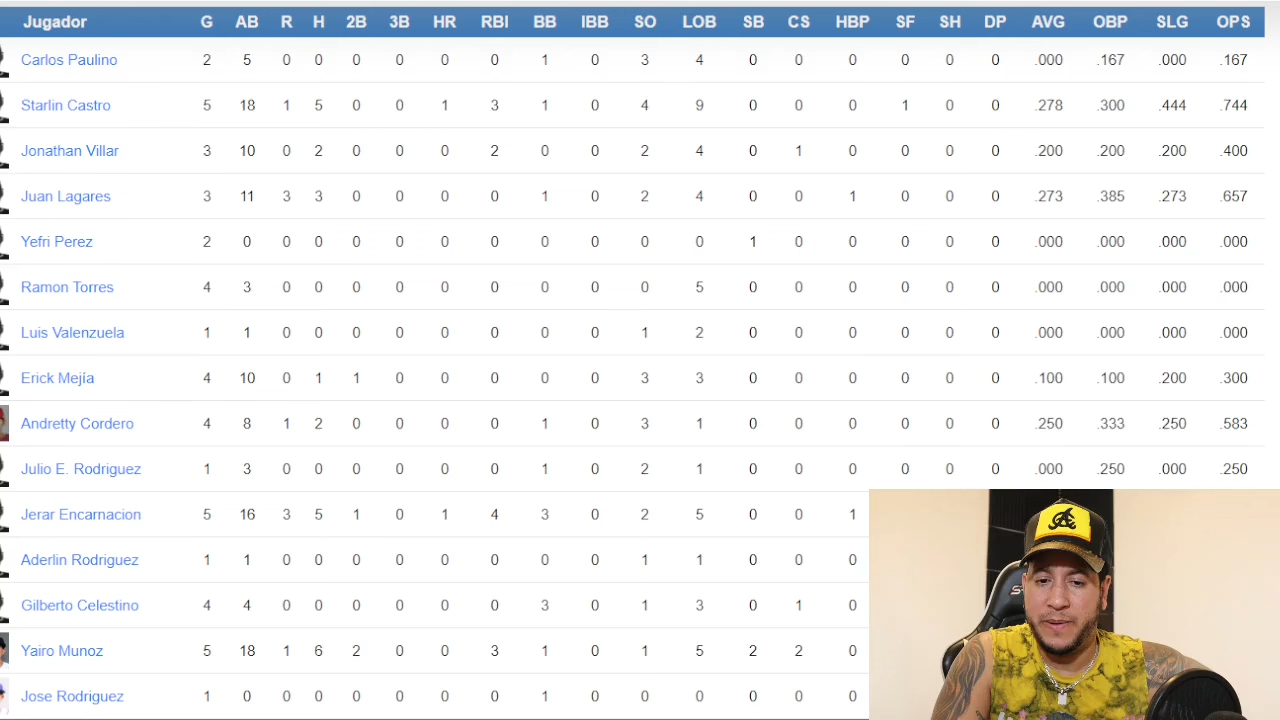 Jugador G AB R H 2B 3B HR RBI BB IBB SO LOB SB CS HBP SF SH DP AVG OBP SLG OPS
Carlos Paulino 2 5 0 0 0 0 0 0 1 0 3 4 0 0 0 0 0 0 .000 .167 .000 .167
Starlin Castro 5 18 1 5 0 0 1 3 1 0 4 9 0 0 0 1 0 0 .278 .300 .444 .744
Jonathan Villar 3 10 0 2 0 0 0 2 0 0 2 4 0 1 0 0 0 0 .200 .200 .200 .400
Juan Lagares 3 11 3 3 0 0 0 0 1 0 2 4 0 0 1 0 0 0 .273 .385 .273 .657
Yefri Perez 2 0 0 0 0 0 0 0 0 0 0 0 1 0 0 0 0 0 .000 .000 .000 .000
Ramon Torres 4 3 0 0 0 0 0 0 0 0 0 5 0 0 0 0 0 0 .000 .000 .000 .000
Luis Valenzuela 1 1 0 0 0 0 0 0 0 0 1 2 0 0 0 0 0 0 .000 .000 .000 .000
Erick Mejía 4 10 0 1 1 0 0 0 0 0 3 3 0 0 0 0 0 0 .100 .100 .200 .300
Andretty Cordero 4 8 1 2 0 0 0 0 1 0 3 1 0 0 0 0 0 0 .250 .333 .250 .583
Julio E. Rodriguez 1 3 0 0 0 0 0 0 1 0 2 1 0 0 0 0 0 0 .000 .250 .000 .250
Jerar Encarnacion 5 16 3 5 1 0 1 4 3 0 2 5 0 0 1
Aderlin Rodriguez 1 1 0 0 0 0 0 0 0 0 1 1 0 0 0
Gilberto Celestino 4 4 0 0 0 0 0 0 3 0 1 3 0 1 0
Yairo Munoz 5 18 1 6 2 0 0 3 1 0 1 5 2 2 0
Jose Rodriguez 1 0 0 0 0 0 0 0 1 0 0 0 0 0 0